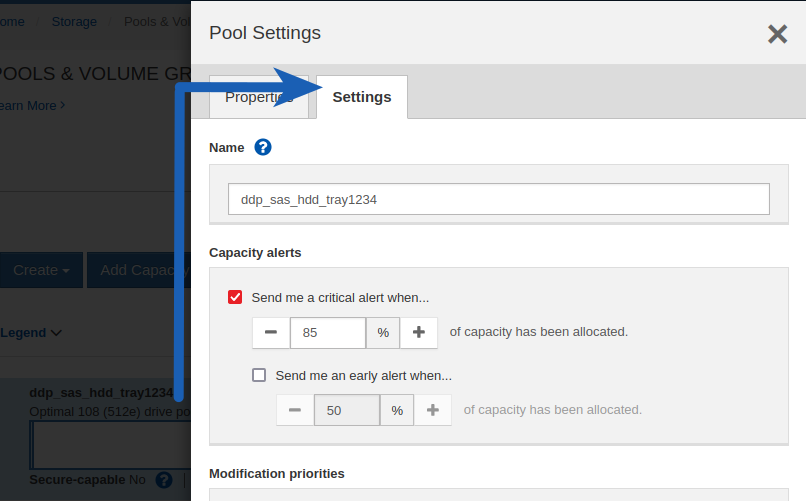 ome Storage Pools & Vol
POOLS & VOLUME GR
earn More
Create
Add Capacity
Legend
ddp_sas_hdd_tray1234
Optimal 108 (512e) drive po
Secure-capable No ?
Pool Settings
Properties
Settings
Name ?
ddp_sas_hdd_tray1234
Capacity alerts
Send me a critical alert when...
85 % of capacity has been allocated.
Send me an early alert when...
50 % of capacity has been allocated.
Modification priorities